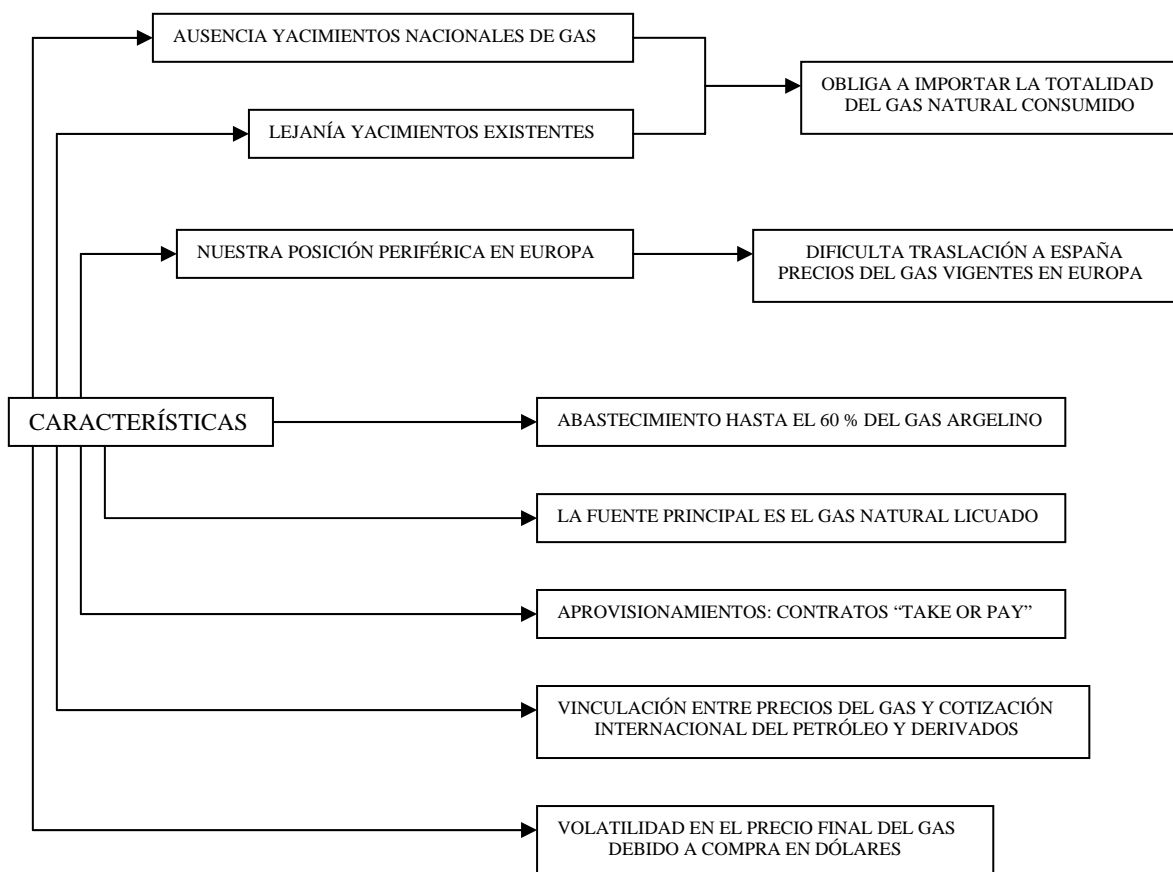 AUSENCIA YACIMIENTOS NACIONALES DE GAS
OBLIGA A IMPORTAR LA TOTALIDAD
DEL GAS NATURAL CONSUMIDO
LEJANÍA YACIMIENTOS EXISTENTES
NUESTRA POSICIÓN PERIFÉRICA EN EUROPA
DIFICULTA TRASLACIÓN A ESPAÑA
PRECIOS DEL GAS VIGENTES EN EUROPA
CARACTERÍSTICAS
ABASTECIMIENTO HASTA EL 60 % DEL GAS ARGELINO
LA FUENTE PRINCIPAL ES EL GAS NATURAL LICUADO
APROVISIONAMIENTOS: CONTRATOS “TAKE OR PAY”
VINCULACIÓN ENTRE PRECIOS DEL GAS Y COTIZACIÓN
INTERNACIONAL DEL PETRÓLEO Y DERIVADOS
VOLATILIDAD EN EL PRECIO FINAL DEL GAS
DEBIDO A COMPRA EN DÓLARES